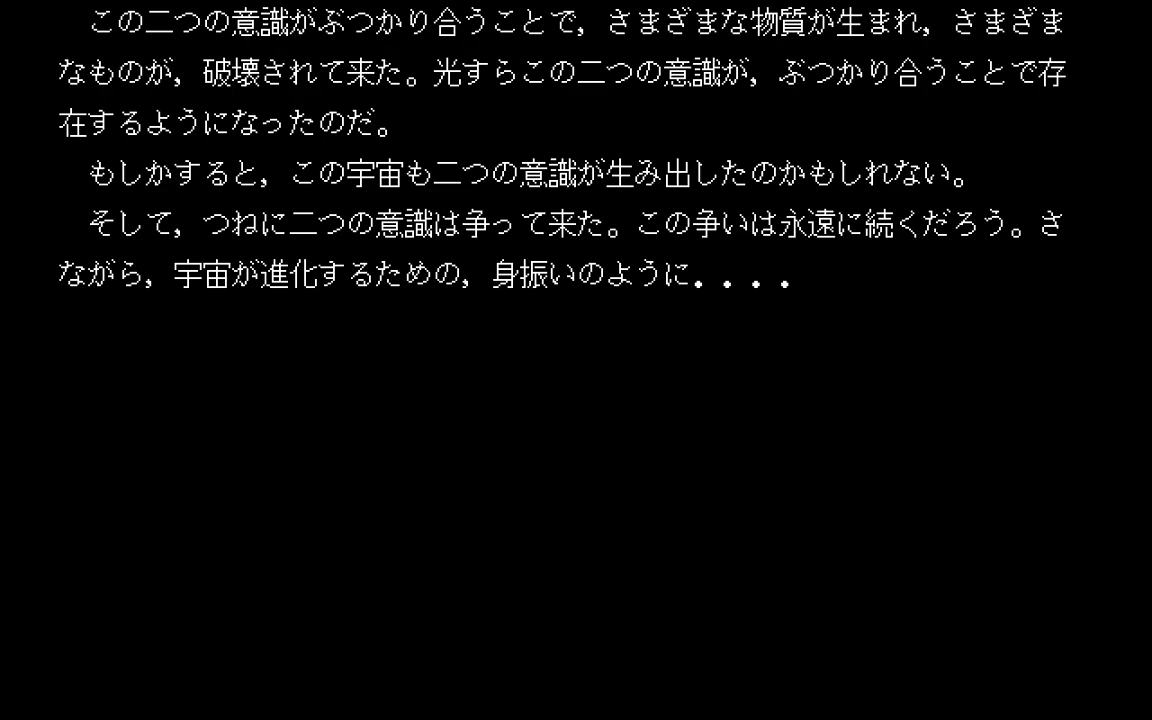 この二つの意識がぶつかり合うことで，さまざまな物質が生まれ，さまざま
なものが，破壊されて来た。光すらこの二つの意識が，ぶつかり合うことで存
在するようになったのだ。
もしかすると，この宇宙も二つの意識が生み出したのかもしれない。
そして，つねに二つの意識は争って来た。この争いは永遠に続くだろう。さ
ながら，宇宙が進化するための，身振いのように．．．．